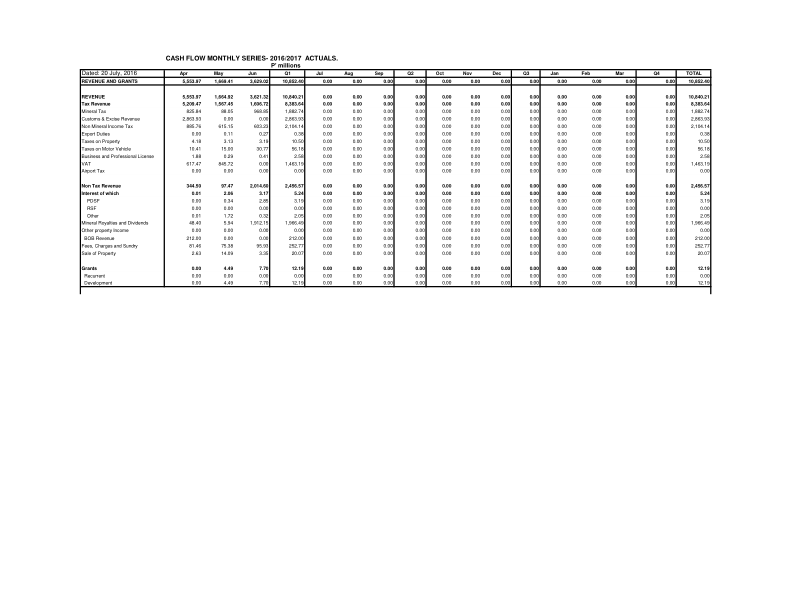 CASH FLOW MONTHLY SERIES- 2016/2017 ACTUALS.
P' millions
Dated: 20 July, 2016 Apr May Jun Q1 Jul Aug Sep Q2 Oct Nov Dec Q3 Jan Feb Mar Q4 TOTAL
REVENUE AND GRANTS 5,553.97 1,669.41 3,629.02 10,852.40 0.00 0.00 0.00 0.00 0.00 0.00 0.00 0.00 0.00 0.00 0.00 0.00 10,852.40
REVENUE 5,553.97 1,664.92 3,621.32 10,840.21 0.00 0.00 0.00 0.00 0.00 0.00 0.00 0.00 0.00 0.00 0.00 0.00 10,840.21
Tax Revenue 5,209.47 1,567.45 1,606.72 8,383.64 0.00 0.00 0.00 0.00 0.00 0.00 0.00 0.00 0.00 0.00 0.00 0.00 8,383.64
Mineral Tax 825.84 88.05 968.85 1,882.74 0.00 0.00 0.00 0.00 0.00 0.00 0.00 0.00 0.00 0.00 0.00 0.00 1,882.74
Customs & Excise Revenue 2,863.93 0.00 0.00 2,863.93 0.00 0.00 0.00 0.00 0.00 0.00 0.00 0.00 0.00 0.00 0.00 0.00 2,863.93
Non Mineral Income Tax 885.76 615.15 603.23 2,104.14 0.00 0.00 0.00 0.00 0.00 0.00 0.00 0.00 0.00 0.00 0.00 0.00 2,104.14
Export Duties 0.00 0.11 0.27 0.38 0.00 0.00 0.00 0.00 0.00 0.00 0.00 0.00 0.00 0.00 0.00 0.00 0.38
Taxes on Property 4.18 3.13 3.19 10.50 0.00 0.00 0.00 0.00 0.00 0.00 0.00 0.00 0.00 0.00 0.00 0.00 10.50
Taxes on Motor Vehicle 10.41 15.00 30.77 56.18 0.00 0.00 0.00 0.00 0.00 0.00 0.00 0.00 0.00 0.00 0.00 0.00 56.18
Business and Professional License 1.88 0.29 0.41 2.58 0.00 0.00 0.00 0.00 0.00 0.00 0.00 0.00 0.00 0.00 0.00 0.00 2.58
VAT 617.47 845.72 0.00 1,463.19 0.00 0.00 0.00 0.00 0.00 0.00 0.00 0.00 0.00 0.00 0.00 0.00 1,463.19
Airport Tax 0.00 0.00 0.00 0.00 0.00 0.00 0.00 0.00 0.00 0.00 0.00 0.00 0.00 0.00 0.00 0.00 0.00
Non Tax Revenue 344.50 97.47 2,014.60 2,456.57 0.00 0.00 0.00 0.00 0.00 0.00 0.00 0.00 0.00 0.00 0.00 0.00 2,456.57
Interest of which 0.01 2.06 3.17 5.24 0.00 0.00 0.00 0.00 0.00 0.00 0.00 0.00 0.00 0.00 0.00 0.00 5.24
PDSF 0.00 0.34 2.85 3.19 0.00 0.00 0.00 0.00 0.00 0.00 0.00 0.00 0.00 0.00 0.00 0.00 3.19
RSF 0.00 0.00 0.00 0.00 0.00 0.00 0.00 0.00 0.00 0.00 0.00 0.00 0.00 0.00 0.00 0.00 0.00
Other 0.01 1.72 0.32 2.05 0.00 0.00 0.00 0.00 0.00 0.00 0.00 0.00 0.00 0.00 0.00 0.00 2.05
Mineral Royalties and Dividends 48.40 5.94 1,912.15 1,966.49 0.00 0.00 0.00 0.00 0.00 0.00 0.00 0.00 0.00 0.00 0.00 0.00 1,966.49
Other property Income 0.00 0.00 0.00 0.00 0.00 0.00 0.00 0.00 0.00 0.00 0.00 0.00 0.00 0.00 0.00 0.00 0.00
BOB Revenue 212.00 0.00 0.00 212.00 0.00 0.00 0.00 0.00 0.00 0.00 0.00 0.00 0.00 0.00 0.00 0.00 212.00
Fees, Charges and Sundry 81.46 75.38 95.93 252.77 0.00 0.00 0.00 0.00 0.00 0.00 0.00 0.00 0.00 0.00 0.00 0.00 252.77
Sale of Property 2.63 14.09 3.35 20.07 0.00 0.00 0.00 0.00 0.00 0.00 0.00 0.00 0.00 0.00 0.00 0.00 20.07
Grants 0.00 4.49 7.70 12.19 0.00 0.00 0.00 0.00 0.00 0.00 0.00 0.00 0.00 0.00 0.00 0.00 12.19
Recurrent 0.00 0.00 0.00 0.00 0.00 0.00 0.00 0.00 0.00 0.00 0.00 0.00 0.00 0.00 0.00 0.00 0.00
Development 0.00 4.49 7.70 12.19 0.00 0.00 0.00 0.00 0.00 0.00 0.00 0.00 0.00 0.00 0.00 0.00 12.19